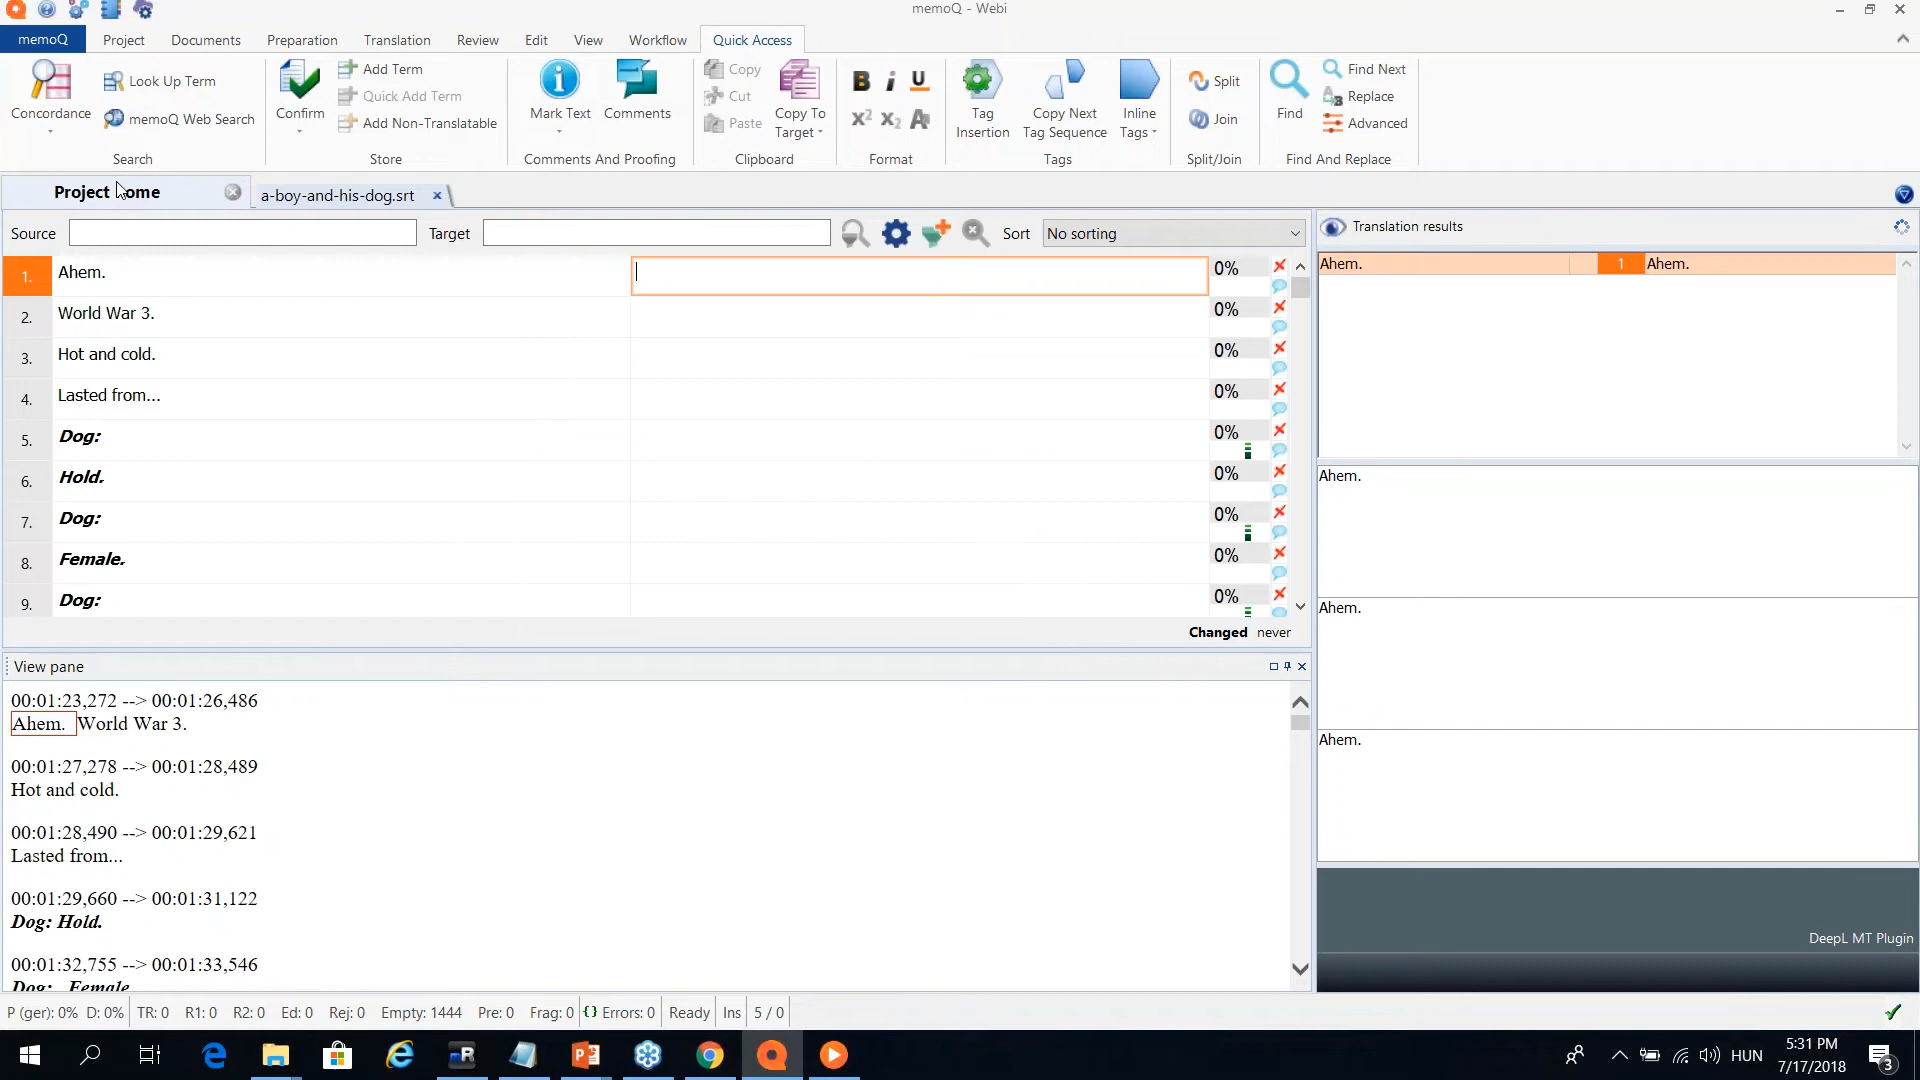 memoQ - Webi
memoQ
Project
Documents
Preparation
Translation
Review
Edit
View
Workflow
Quick Access
Concordance
Look Up Term
memoQ Web Search
Search
Confirm
Add Term
Quick Add Term
Add Non-Translatable
Store
Mark Text
Comments
Comments And Proofing
Copy
Cut
Paste
Copy To
Target
Clipboard
Format
Tag
Insertion
Copy Next
Tag Sequence
Inline
Tags
Tags
Split
Join
Split/Join
Find
Find Next
Replace
Advanced
Find And Replace
Project ome
a-boy-and-his-dog.srt
Source
Target
Sort
No sorting
1. Ahem. 0%
2. World War 3. 0%
3. Hot and cold. 0%
4. Lasted from... 0%
5. Dog: 0%
6. Hold. 0%
7. Dog: 0%
8. Female. 0%
9. Dog: 0%
Changed never
Translation results
Ahem. 1 Ahem.
Ahem.
Ahem.
Ahem.
DeepL MT Plugin
View pane
00:01:23,272 --> 00:01:26,486
Ahem. World War 3.
00:01:27,278 --> 00:01:28,489
Hot and cold.
00:01:28,490 --> 00:01:29,621
Lasted from...
00:01:29,660 --> 00:01:31,122
Dog: Hold.
00:01:32,755 --> 00:01:33,546
Dog: Female
P (ger): 0% D: 0% TR: 0 R1: 0 R2: 0 Ed: 0 Rej: 0 Empty: 1444 Pre: 0 Frag: 0 Errors: 0 Ready Ins 5 / 0
HUN
5:31 PM
7/17/2018
3